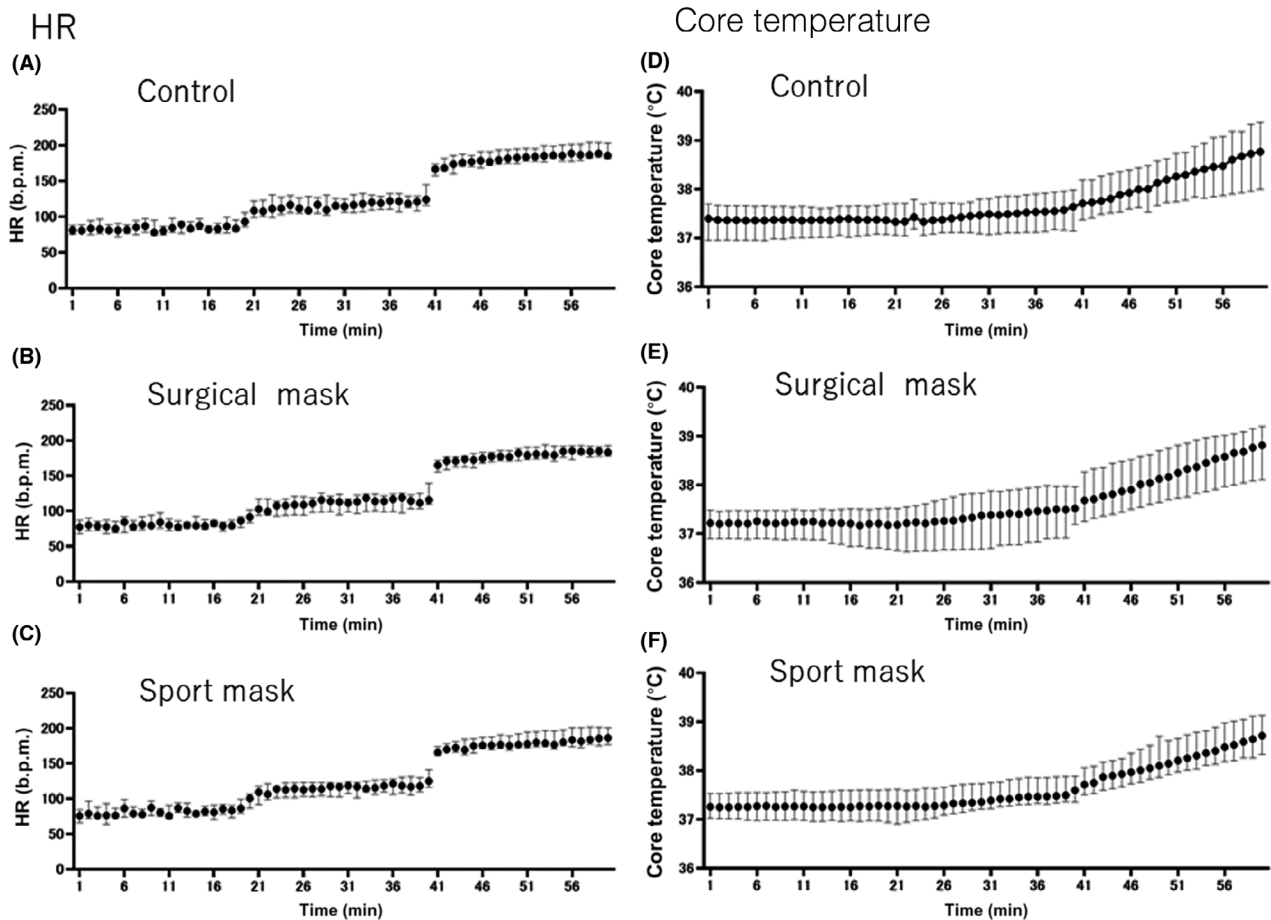 HR
(A)
Control
HR (b.p.m.)
250
200
150
100
50
0
1 6 11 16 21 26 31 36 41 46 51 56
Time (min)
(B)
Surgical mask
HR (b.p.m.)
250
200
150
100
50
0
1 6 11 16 21 26 31 36 41 46 51 56
Time (min)
(C)
Sport mask
HR (b.p.m.)
250
200
150
100
50
0
1 6 11 16 21 26 31 36 41 46 51 56
Time (min)
Core temperature
(D)
Control
Core temperature (°C)
40
39
38
37
36
1 6 11 16 21 26 31 36 41 46 51 56
Time (min)
(E)
Surgical mask
Core temperature (°C)
40
39
38
37
36
1 6 11 16 21 26 31 36 41 46 51 56
Time (min)
(F)
Sport mask
Core temperature (°C)
40
39
38
37
36
1 6 11 16 21 26 31 36 41 46 51 56
Time (min)